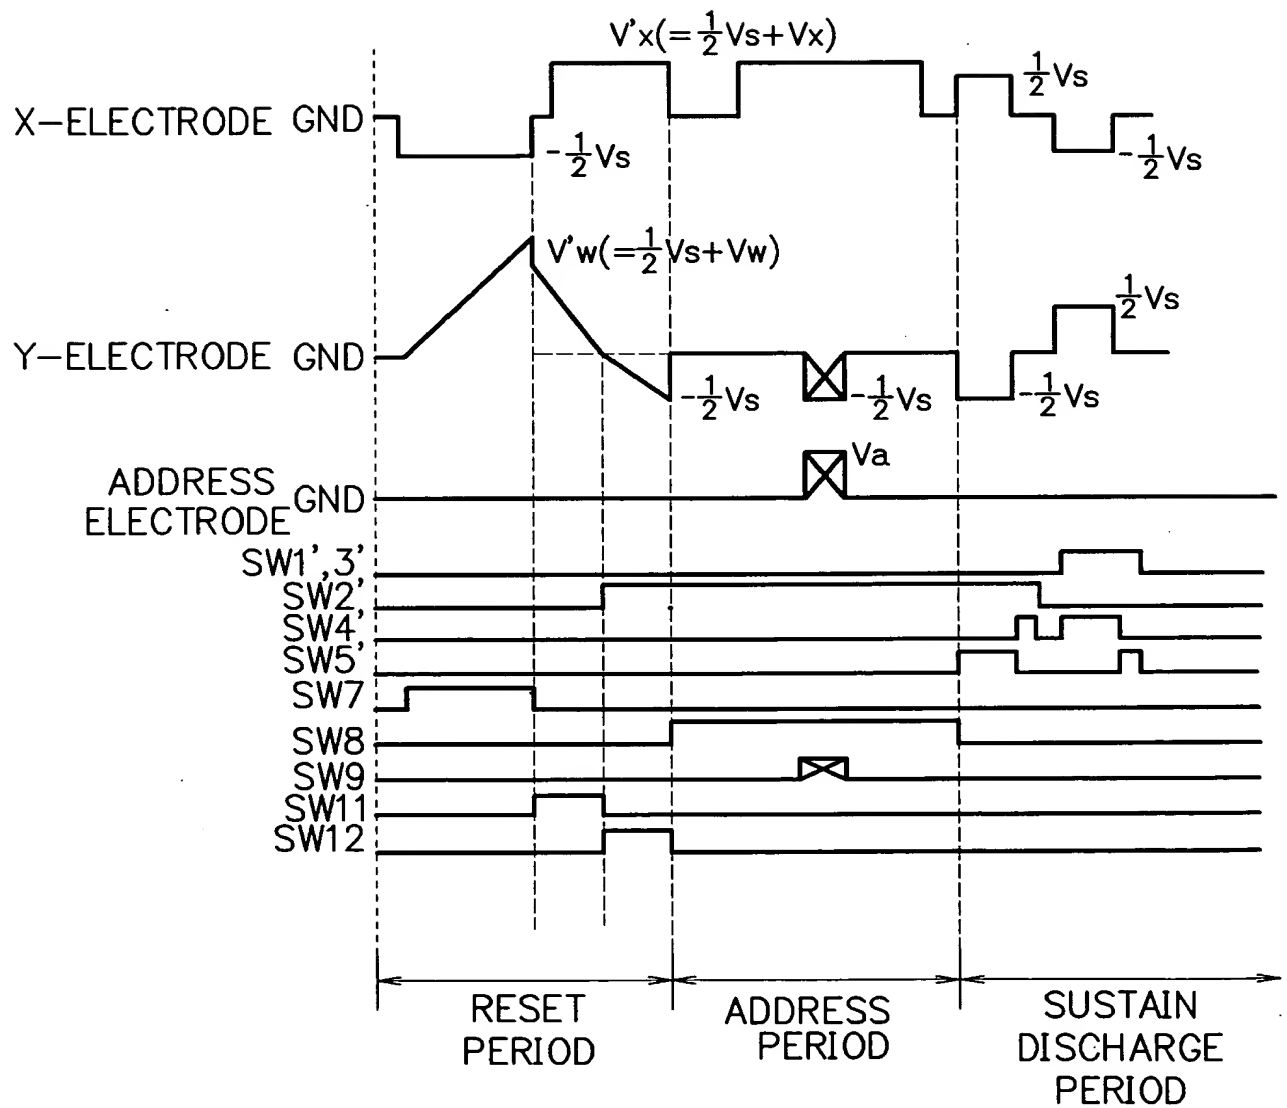 V'x(=½Vs+Vx)
½Vs
X-ELECTRODE GND
-½Vs
-½Vs
V'w(=½Vs+Vw)
½Vs
Y-ELECTRODE GND
-½Vs
-½Vs
-½Vs
Va
ADDRESS
ELECTRODE GND
SW1',3'
SW2'
SW4'
SW5'
SW7
SW8
SW9
SW11
SW12
RESET
PERIOD
ADDRESS
PERIOD
SUSTAIN
DISCHARGE
PERIOD